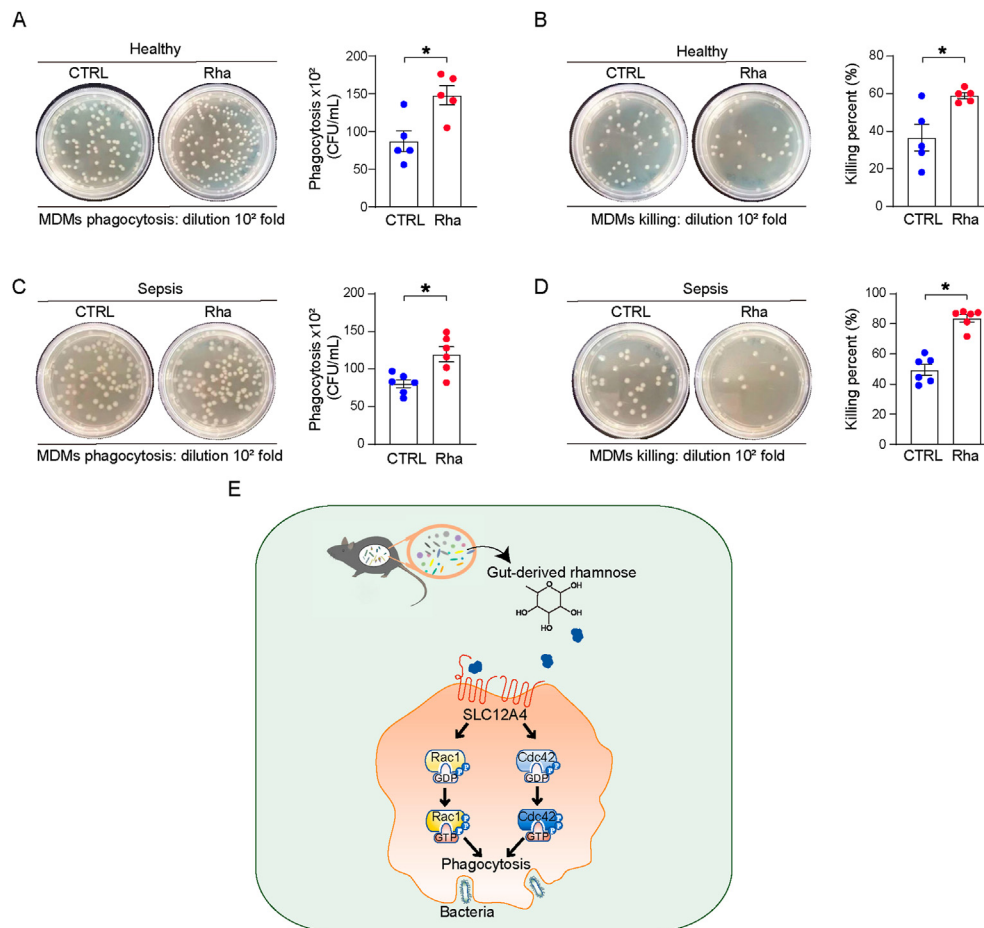 A
Healthy
CTRL
Rha
MDMs phagocytosis: dilution 10² fold
Phagocytosis x10²
(CFU/mL)
200
150
100
50
0
*
CTRL
Rha
B
Healthy
CTRL
Rha
MDMs killing: dilution 10² fold
Killing percent (%)
80
60
40
20
0
*
CTRL
Rha
C
Sepsis
CTRL
Rha
MDMs phagocytosis: dilution 10² fold
Phagocytosis x10²
(CFU/mL)
200
150
100
50
0
*
CTRL
Rha
D
Sepsis
CTRL
Rha
MDMs killing: dilution 10² fold
Killing percent (%)
100
80
60
40
20
0
*
CTRL
Rha
E
Gut-derived rhamnose
O
OH
HO
OH
HO
SLC12A4
Rac1
GDP
P
P
Cdc42
GDP
P
P
Rac1
GTP
P
P
P
Cdc42
GTP
P
P
P
Phagocytosis
Bacteria